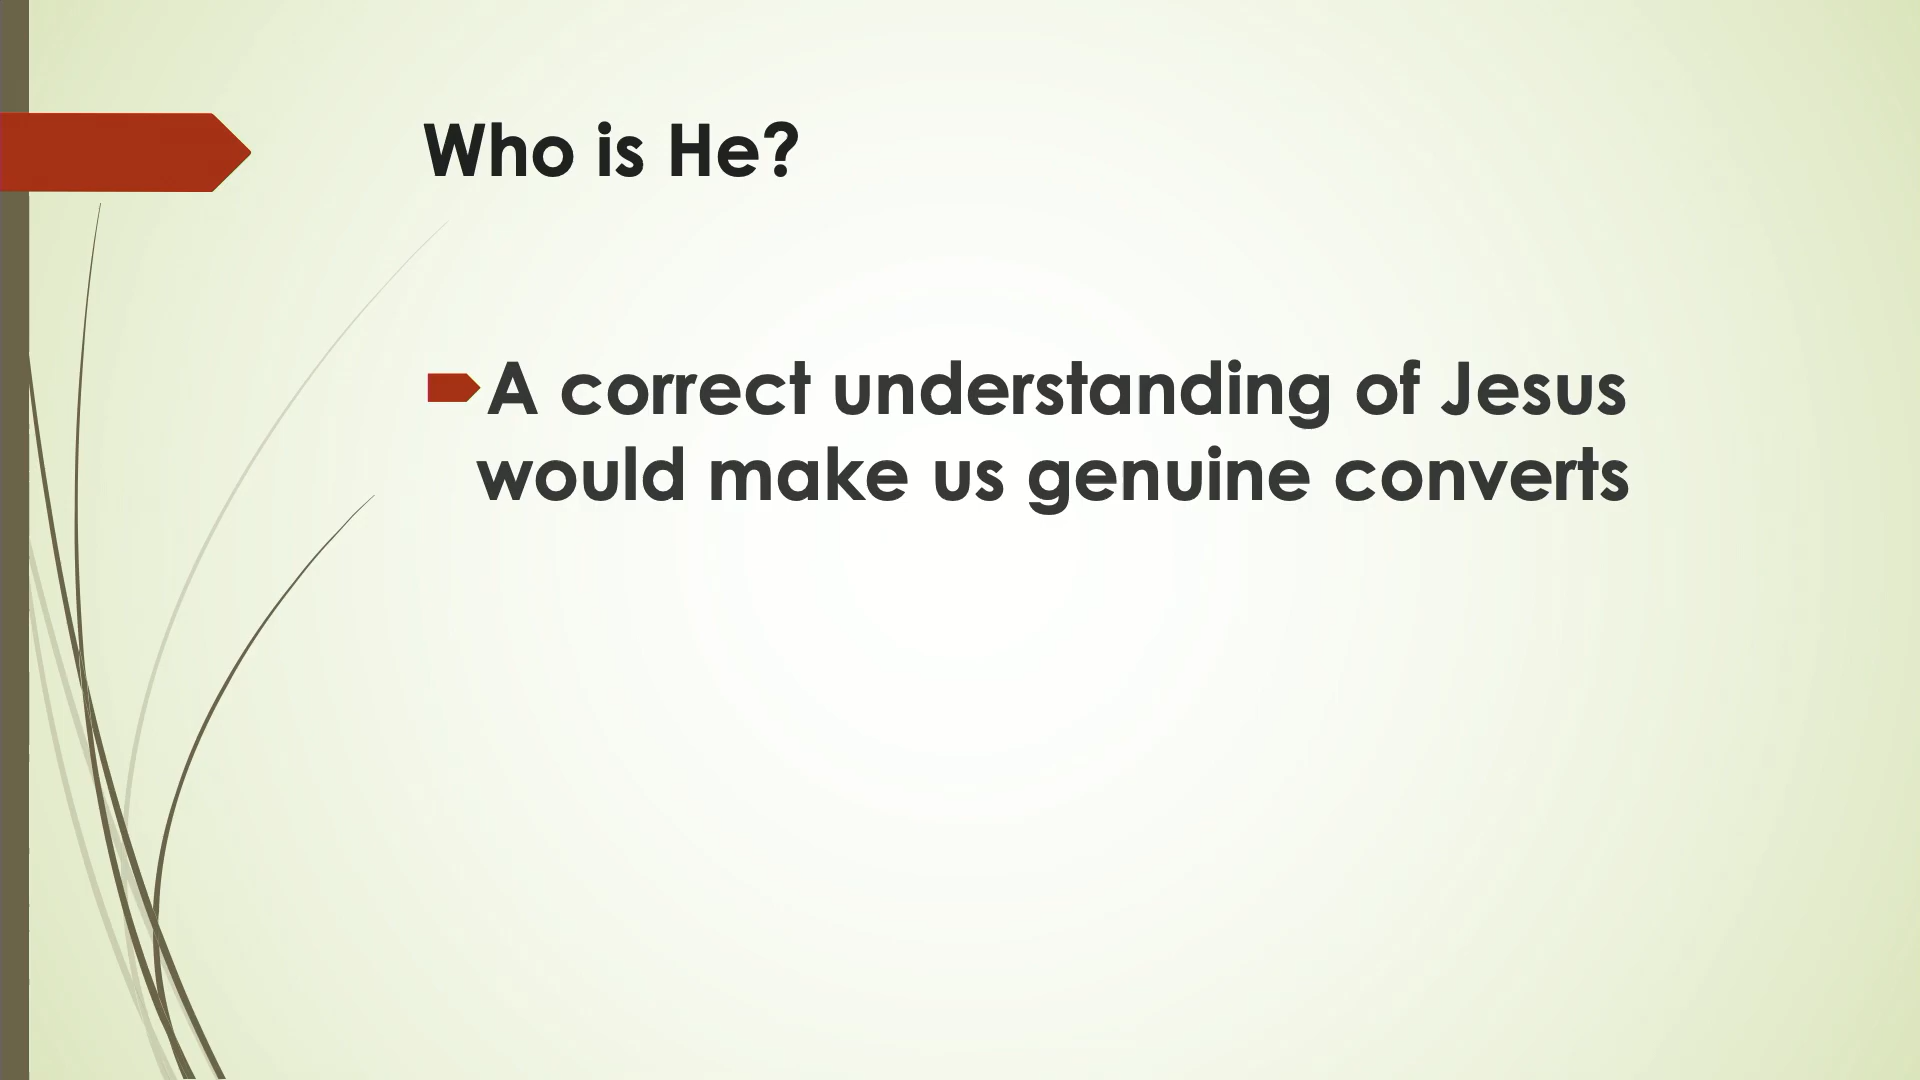 Who is He?
A correct understanding of Jesus
would make us genuine converts